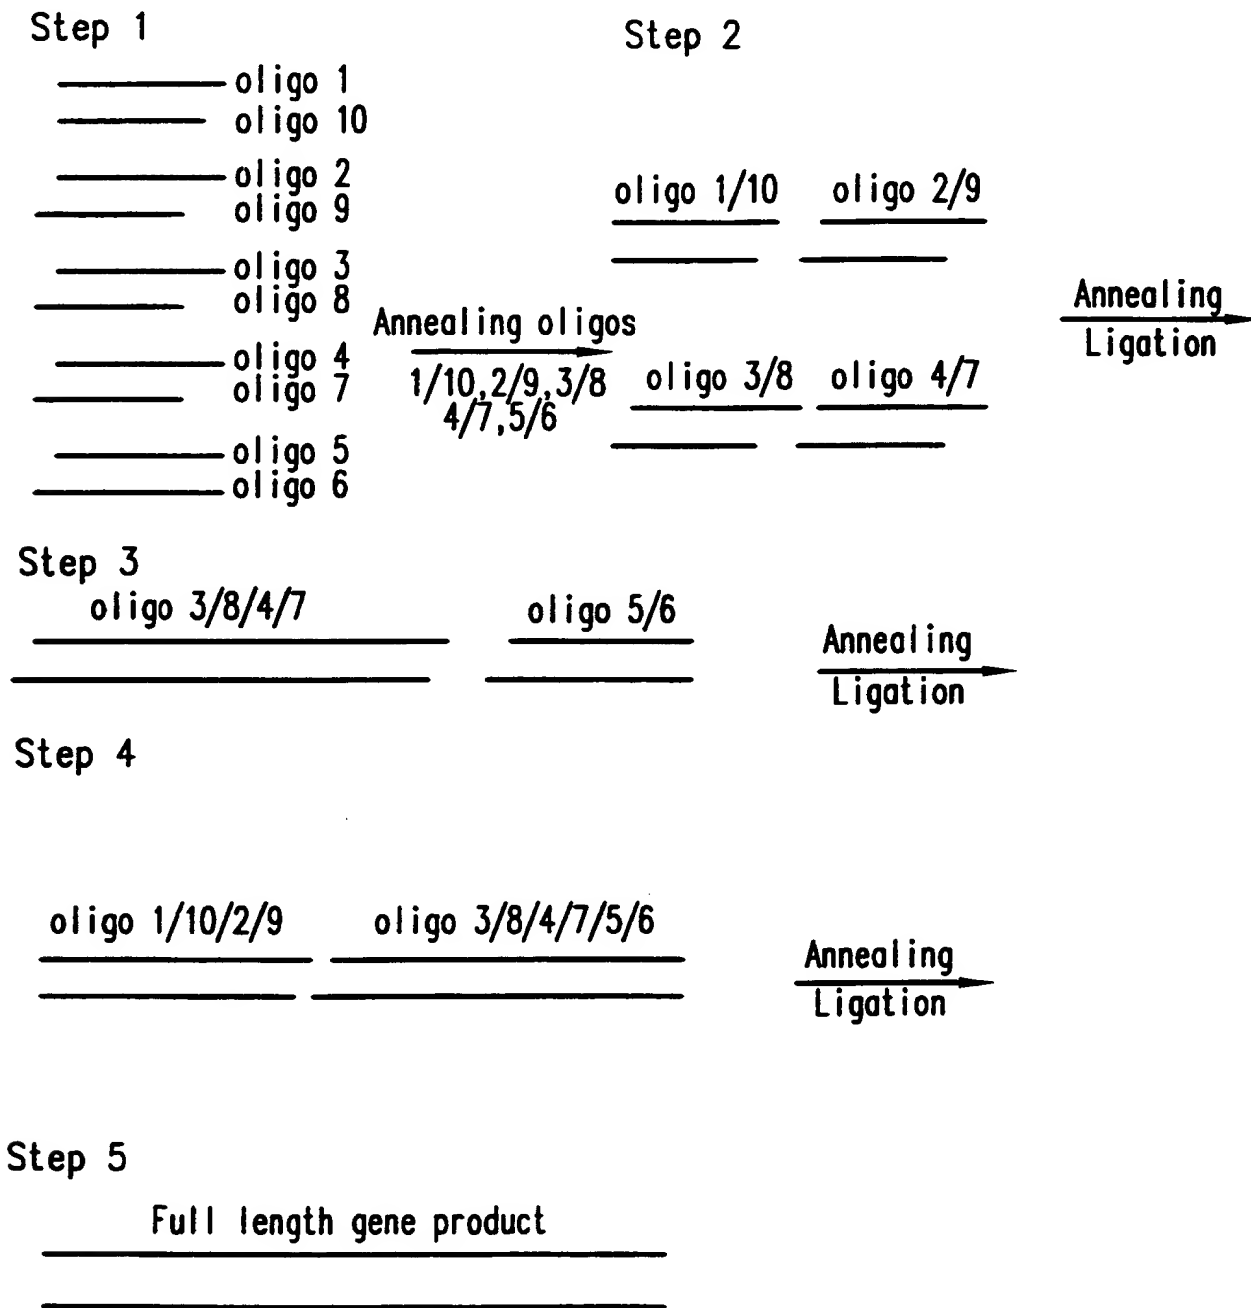 Step 1
oligo 1
oligo 10
oligo 2
oligo 9
oligo 3
oligo 8
oligo 4
oligo 7
oligo 5
oligo 6
Annealing oligos
1/10,2/9,3/8
4/7,5/6
Step 2
oligo 1/10
oligo 2/9
oligo 3/8
oligo 4/7
Annealing
Ligation
Step 3
oligo 3/8/4/7
oligo 5/6
Annealing
Ligation
Step 4
oligo 1/10/2/9
oligo 3/8/4/7/5/6
Annealing
Ligation
Step 5
Full length gene product